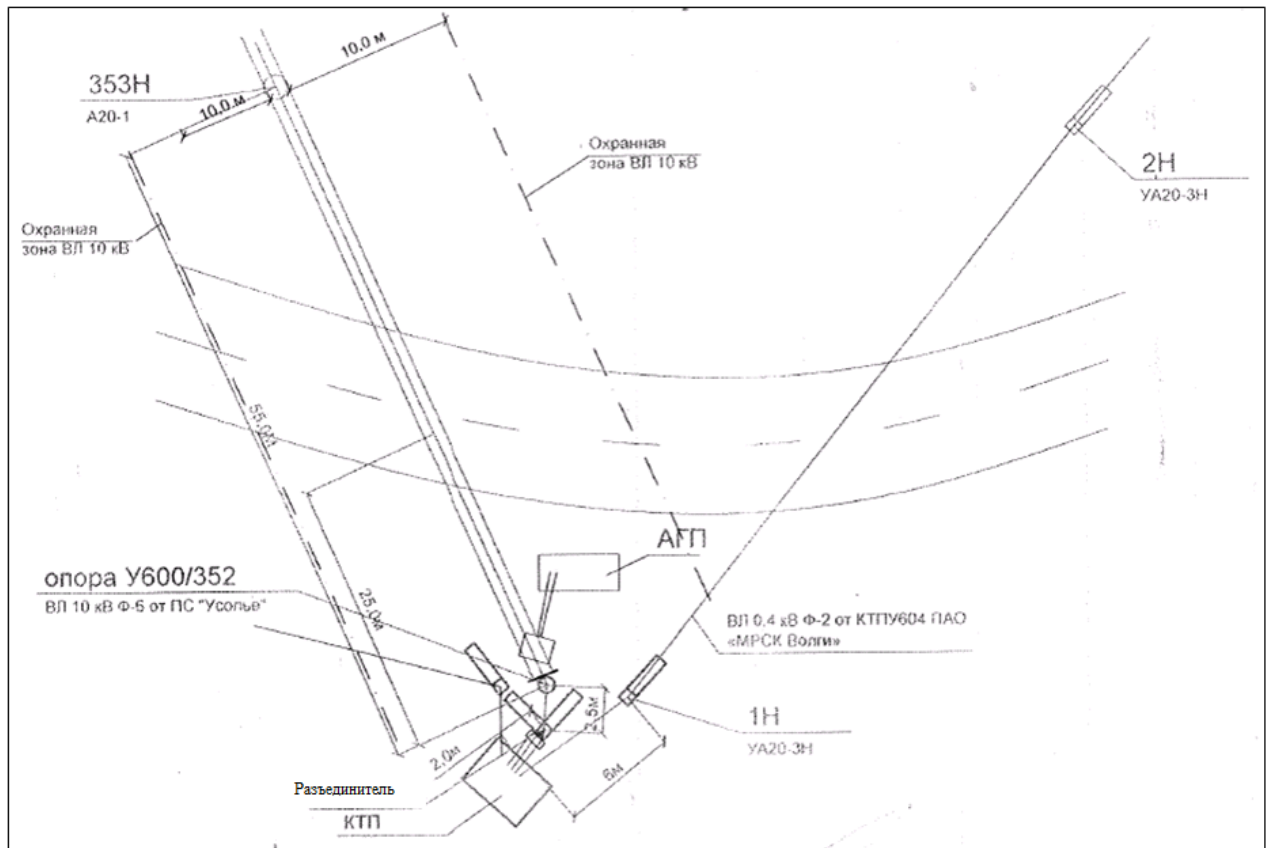 10,0 м
353Н
А20-1
10,0 м
Охранная
зона ВЛ 10 кВ
2Н
УА20-3Н
Охранная
зона ВЛ 10 кВ
55,0м
АГП
опора У600/352
ВЛ 10 кВ Ф-6 от ПС "Усолье"
25,0м
ВЛ 0,4 кВ Ф-2 от КТПУ604 ПАО
«МРСК Волги»
2,5м
1Н
УА20-3Н
2,0м
6м
Разъединитель
КТП